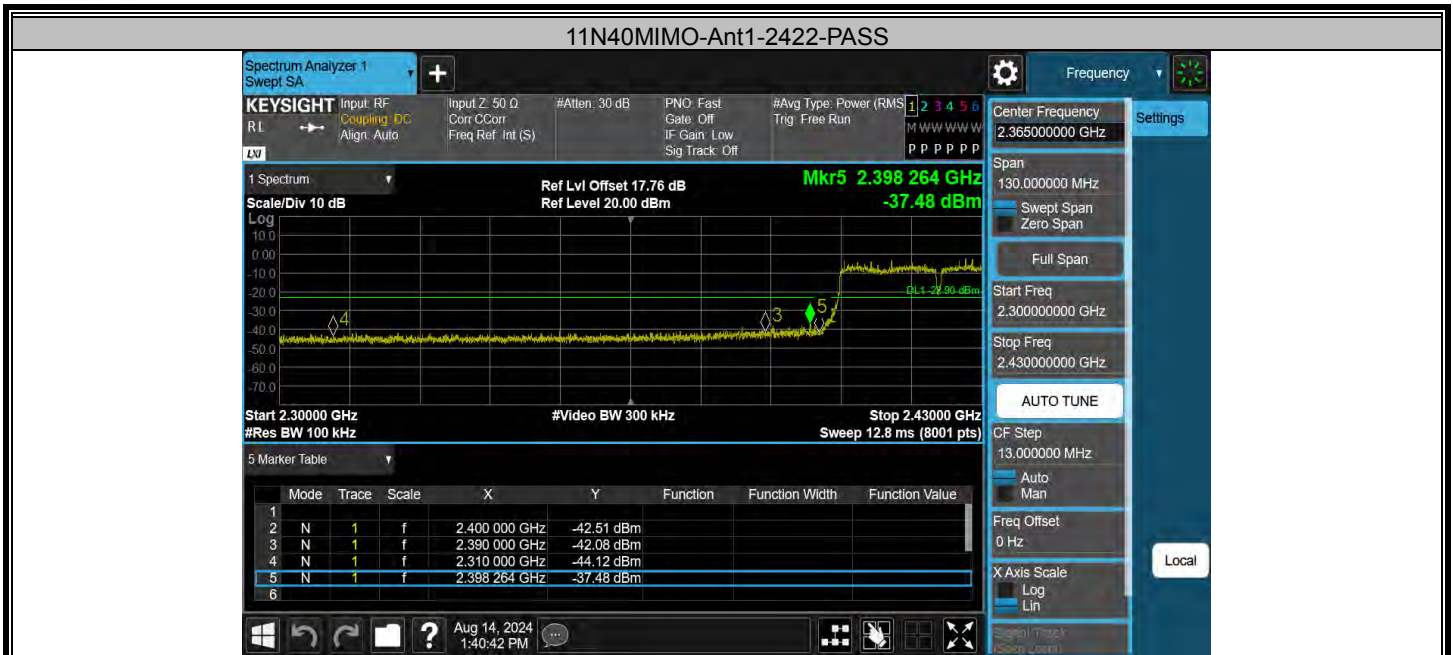 11N40MIMO-Ant1-2422-PASS
Spectrum Analyzer 1
Swept SA
+
Frequency
KEYSIGHT
RL
LXI
Input: RF
Coupling: DC
Align: Auto
Input Z: 50 Ω
Corr CCorr
Freq Ref: Int (S)
#Atten: 30 dB
PNO: Fast
Gate: Off
IF Gain: Low
Sig Track: Off
#Avg Type: Power (RMS
Trig: Free Run
1 2 3 4 5 6
M W W W W W
P P P P P P
1 Spectrum
Scale/Div 10 dB
Ref Lvl Offset 17.76 dB
Ref Level 20.00 dBm
Mkr5 2.398 264 GHz
-37.48 dBm
Log
10.0
0.00
-10.0
-20.0
-30.0
-40.0
-50.0
-60.0
-70.0
4
3
5
Start 2.30000 GHz
#Res BW 100 kHz
#Video BW 300 kHz
Stop 2.43000 GHz
Sweep 12.8 ms (8001 pts)
5 Marker Table
Mode Trace Scale X Y Function Function Width Function Value
1
2 N 1 f 2.400 000 GHz -42.51 dBm
3 N 1 f 2.390 000 GHz -42.08 dBm
4 N 1 f 2.310 000 GHz -44.12 dBm
5 N 1 f 2.398 264 GHz -37.48 dBm
6
Aug 14, 2024
1:40:42 PM
Center Frequency
2.365000000 GHz
Settings
Span
130.000000 MHz
Swept Span
Zero Span
Full Span
Start Freq
2.300000000 GHz
Stop Freq
2.430000000 GHz
AUTO TUNE
CF Step
13.000000 MHz
Auto
Man
Freq Offset
0 Hz
X Axis Scale
Log
Lin
Local
Signal Track